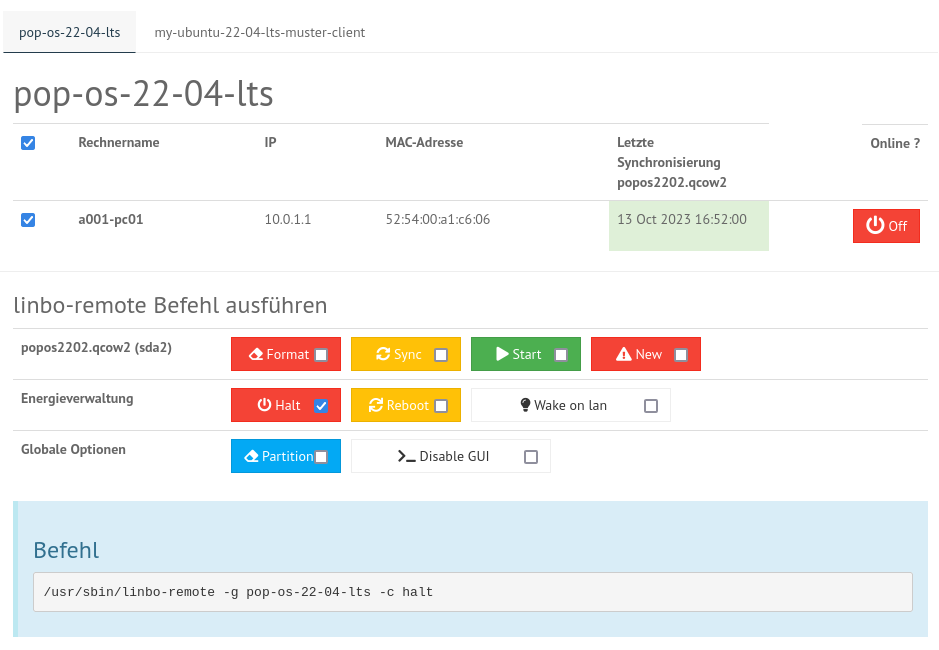 pop-os-22-04-lts my-ubuntu-22-04-lts-muster-client
pop-os-22-04-lts
Rechnername IP MAC-Adresse Letzte Synchronisierung popos2202.qcow2 Online ?
a001-pc01 10.0.1.1 52:54:00:a1:c6:06 13 Oct 2023 16:52:00 Off
linbo-remote Befehl ausführen
popos2202.qcow2 (sda2) Format Sync Start New
Energieverwaltung Halt Reboot Wake on lan
Globale Optionen Partition Disable GUI
Befehl
/usr/sbin/linbo-remote -g pop-os-22-04-lts -c halt